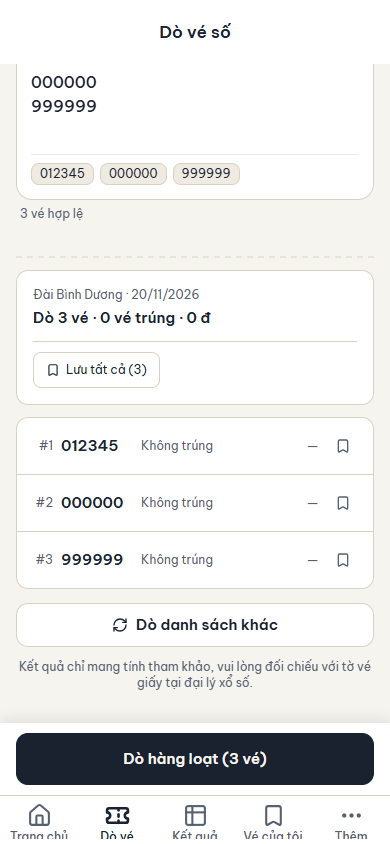 Dò vé số
000000
999999
012345 000000 999999
3 vé hợp lệ
Đài Bình Dương · 20/11/2026
Dò 3 vé · 0 vé trúng · 0 đ
Lưu tất cả (3)
#1 012345 Không trúng —
#2 000000 Không trúng —
#3 999999 Không trúng —
Dò danh sách khác
Kết quả chỉ mang tính tham khảo, vui lòng đối chiếu với tờ vé
giấy tại đại lý xổ số.
Dò hàng loạt (3 vé)
Trang chủ Dò vé Kết quả Vé của tôi Thêm